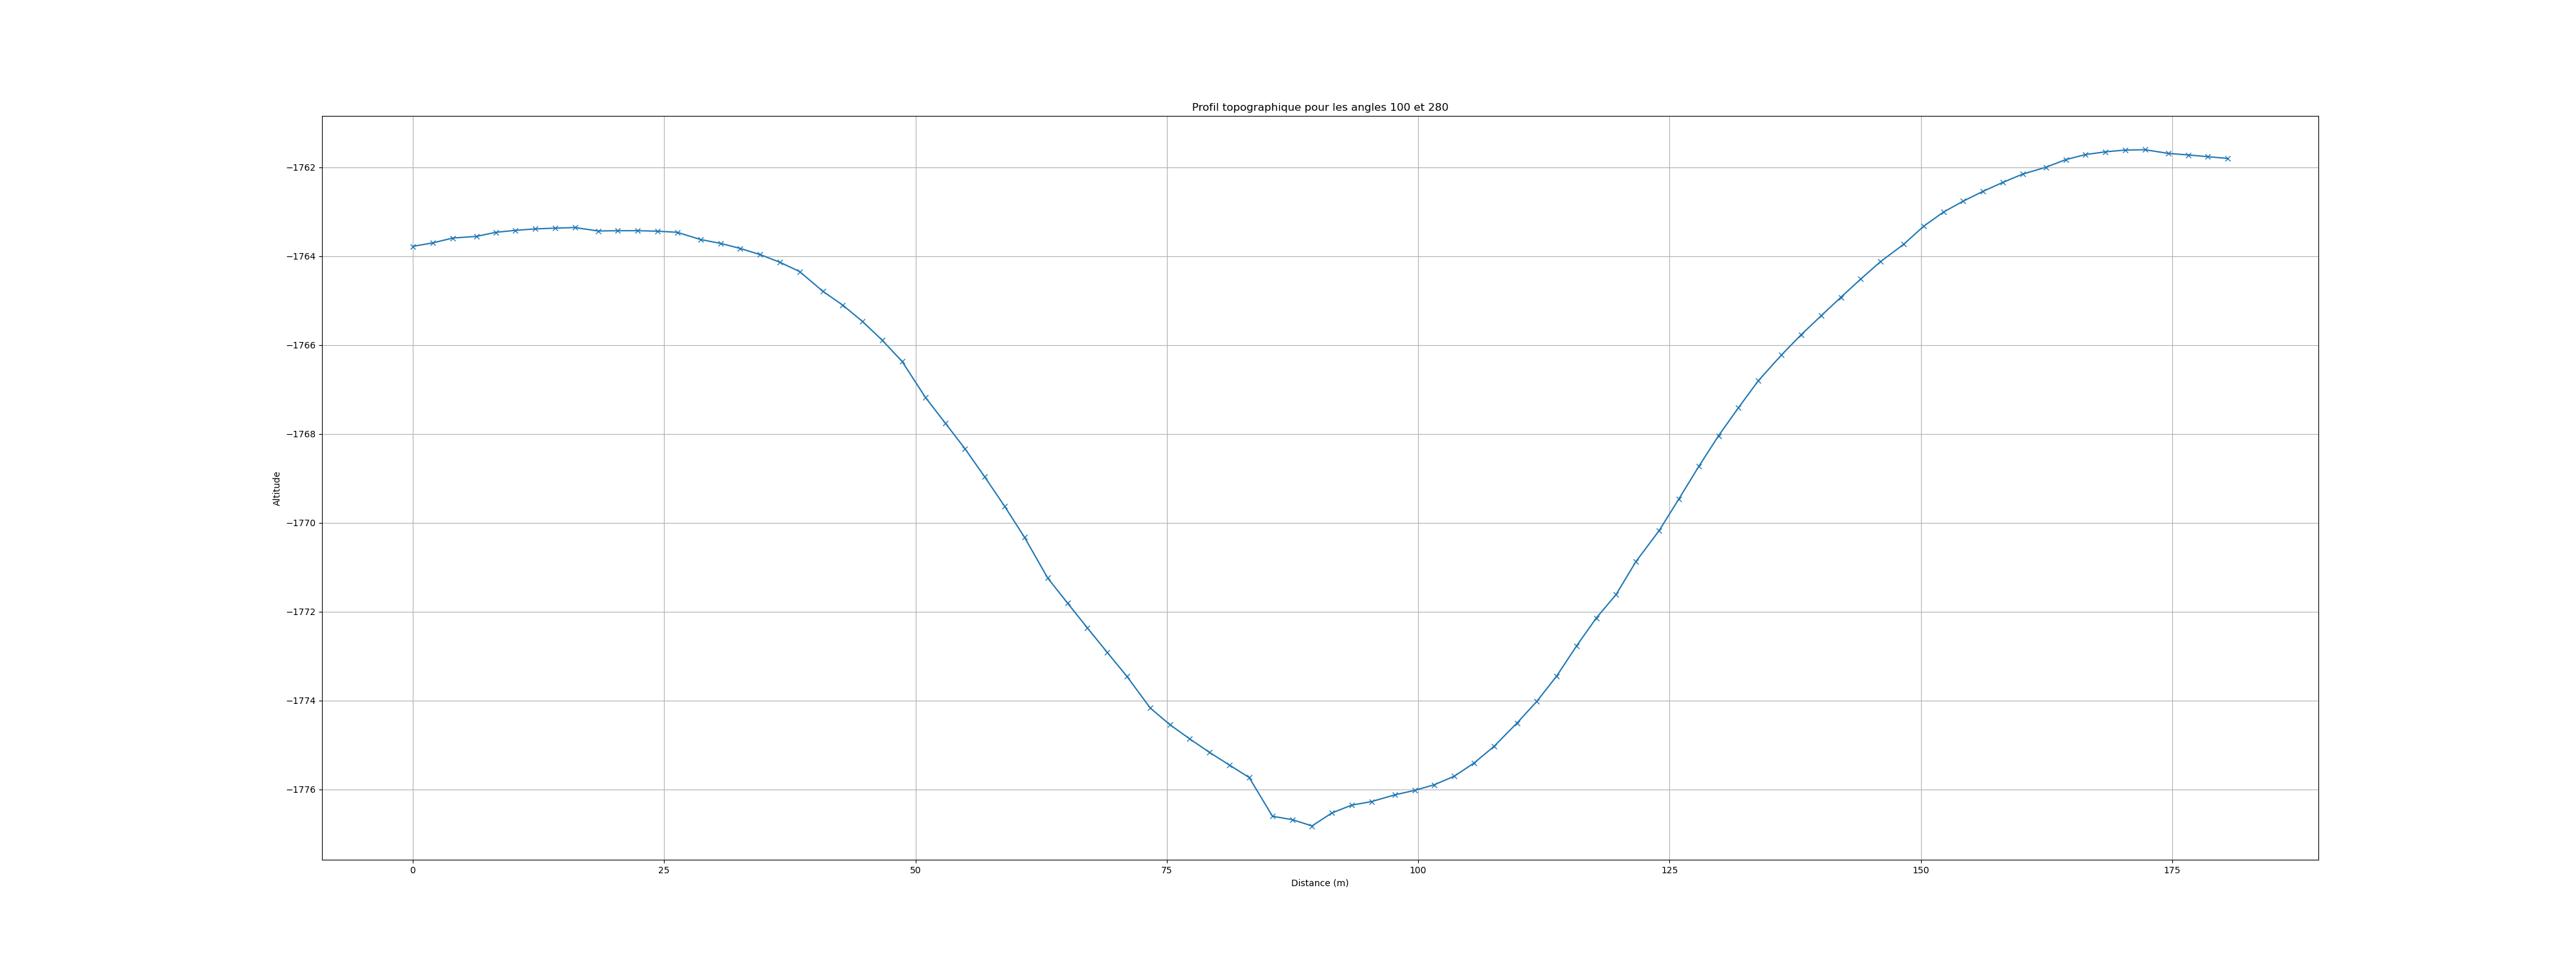 Profil topographique pour les angles 100 et 280
−1762
−1764
−1766
−1768
−1770
−1772
−1774
−1776
Altitude
0 25 50 75 100 125 150 175
Distance (m)